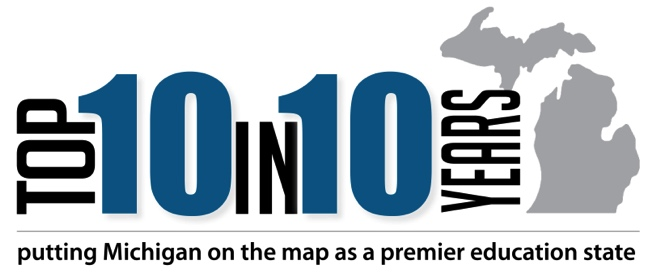 TOP 10 IN 10 YEARS
putting Michigan on the map as a premier education state